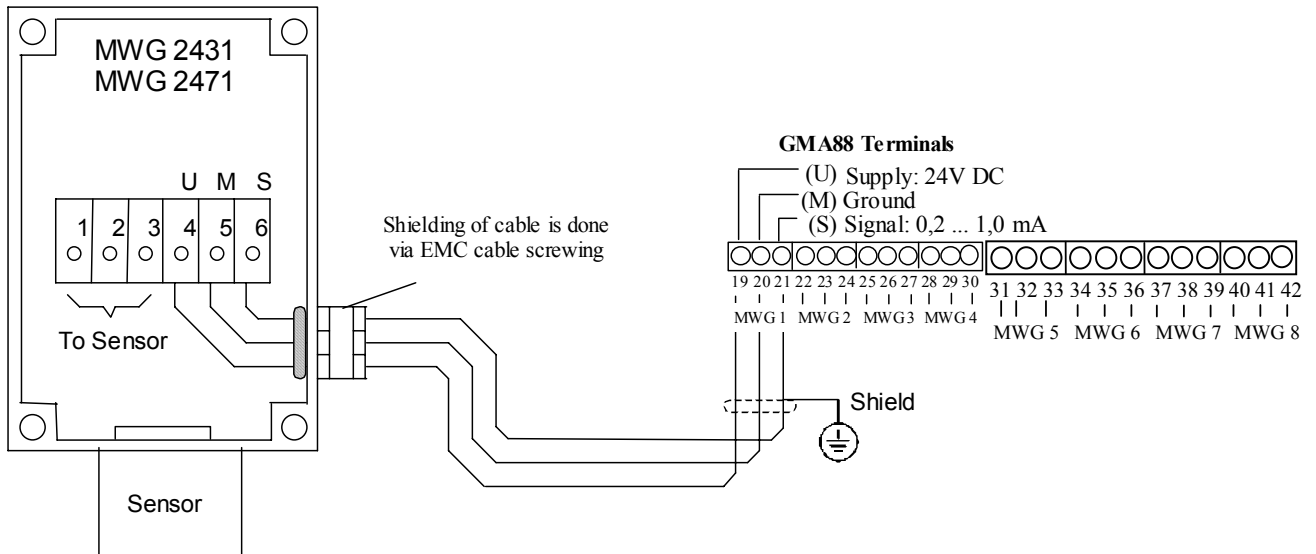 MWG 2431
MWG 2471
U M S
1 2 3 4 5 6
To Sensor
Sensor
Shielding of cable is done
via EMC cable screwing
GMA88 Terminals
(U) Supply: 24V DC
(M) Ground
(S) Signal: 0,2 ... 1,0 mA
19 20 21 22 23 24 25 26 27 28 29 30 31 32 33 34 35 36 37 38 39 40 41 42
MWG 1 MWG 2 MWG 3 MWG 4 MWG 5 MWG 6 MWG 7 MWG 8
Shield